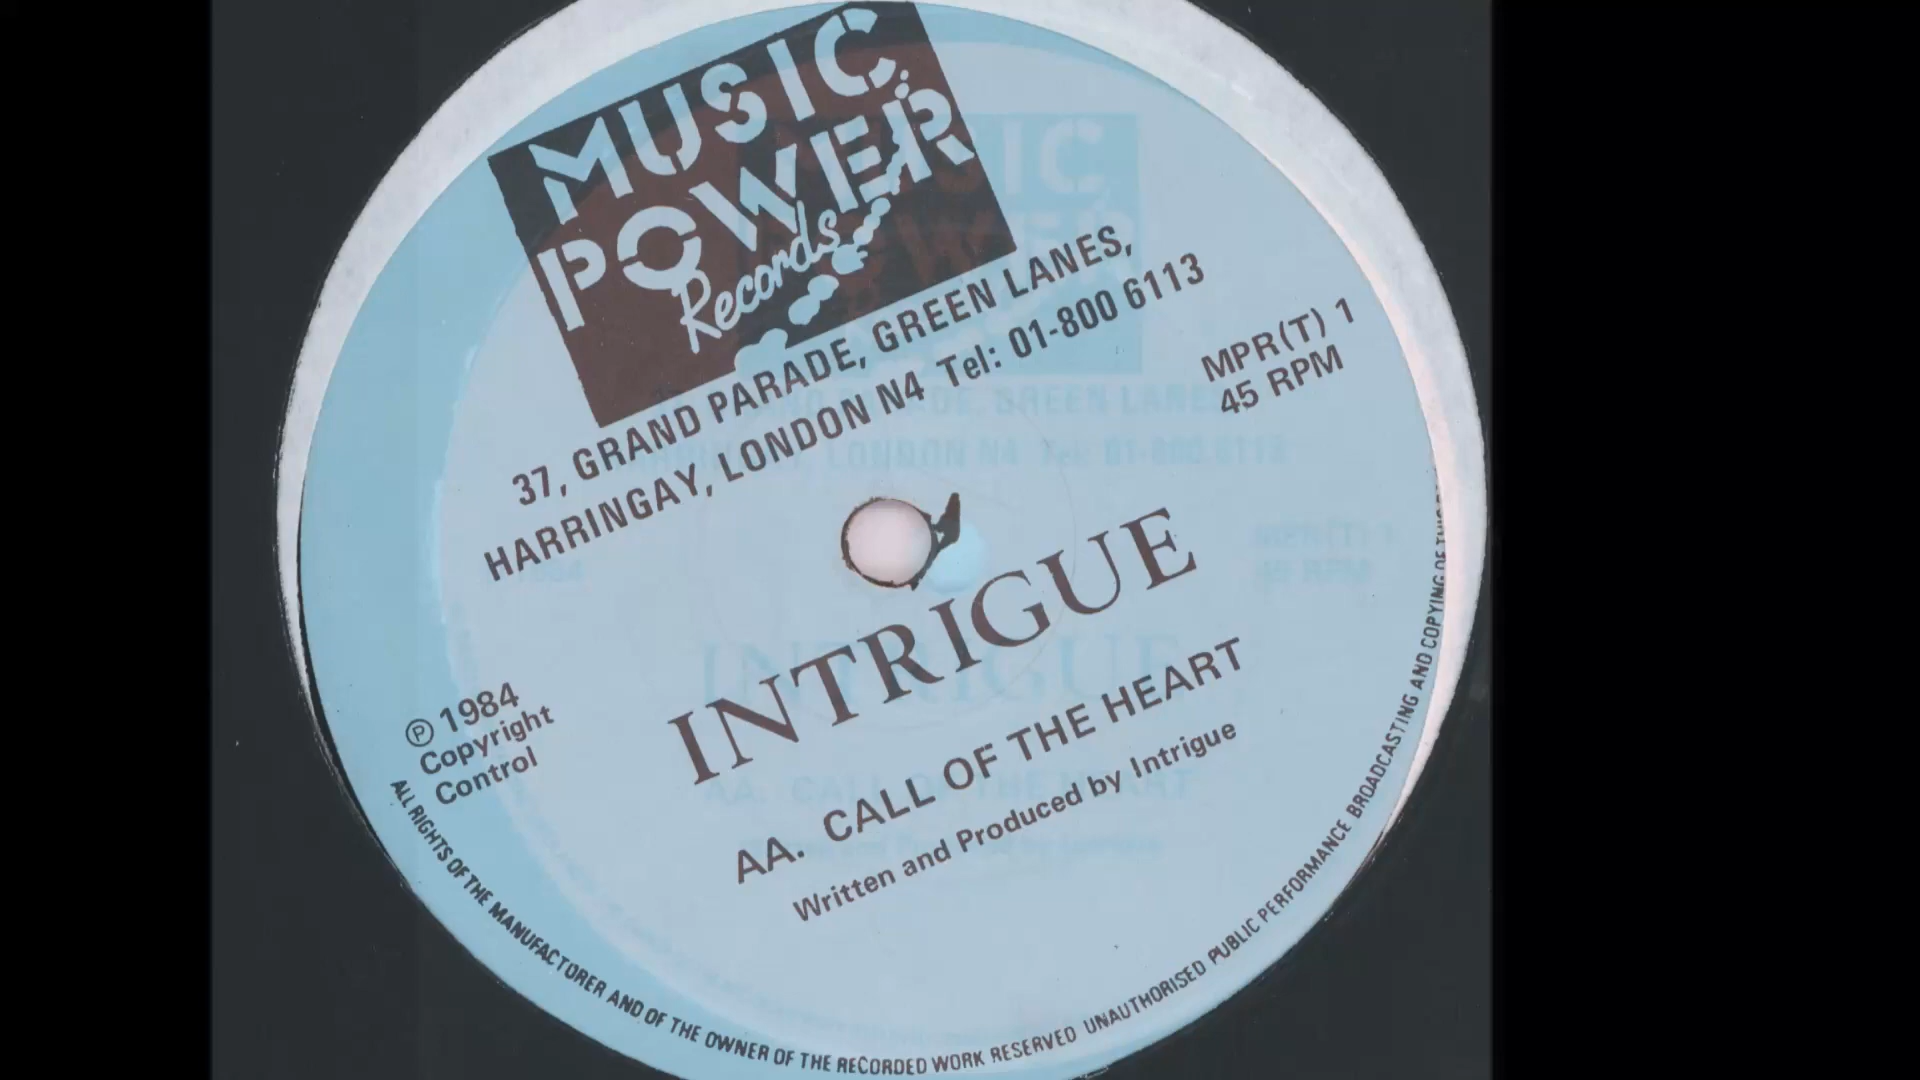 MUSIC
POWER
Records
37, GRAND PARADE, GREEN LANES,
HARRINGAY, LONDON N4 Tel: 01-800 6113
MPR(T) 1
45 RPM
INTRIGUE
℗ 1984
Copyright
Control
AA. CALL OF THE HEART
Written and Produced by Intrigue
ALL RIGHTS OF THE MANUFACTORER AND OF THE OWNER OF THE RECORDED WORK RESERVED UNAUTHORISED PUBLIC PERFORMANCE BROADCASTING AND COPYING OF